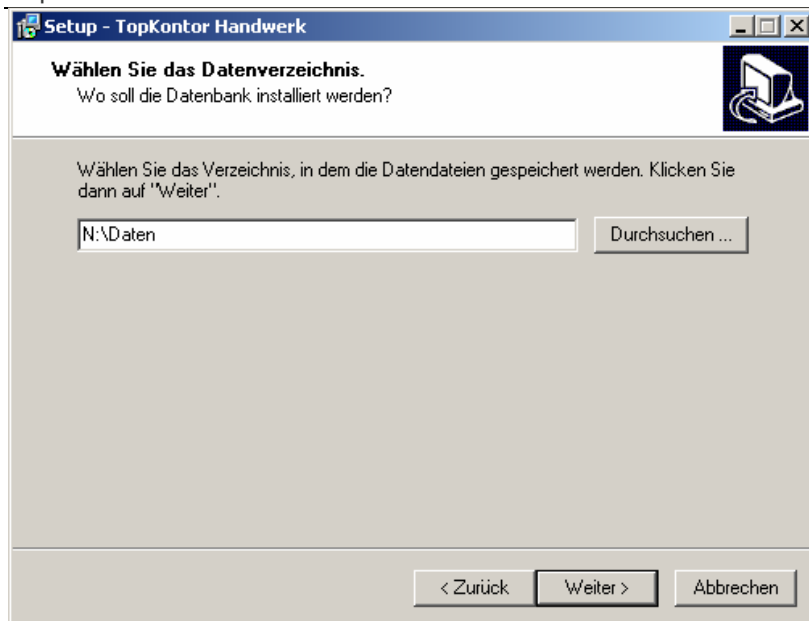 Setup - TopKontor Handwerk
Wählen Sie das Datenverzeichnis.
Wo soll die Datenbank installiert werden?
Wählen Sie das Verzeichnis, in dem die Datendateien gespeichert werden. Klicken Sie
dann auf "Weiter".
N:\Daten
Durchsuchen ...
< Zurück
Weiter >
Abbrechen